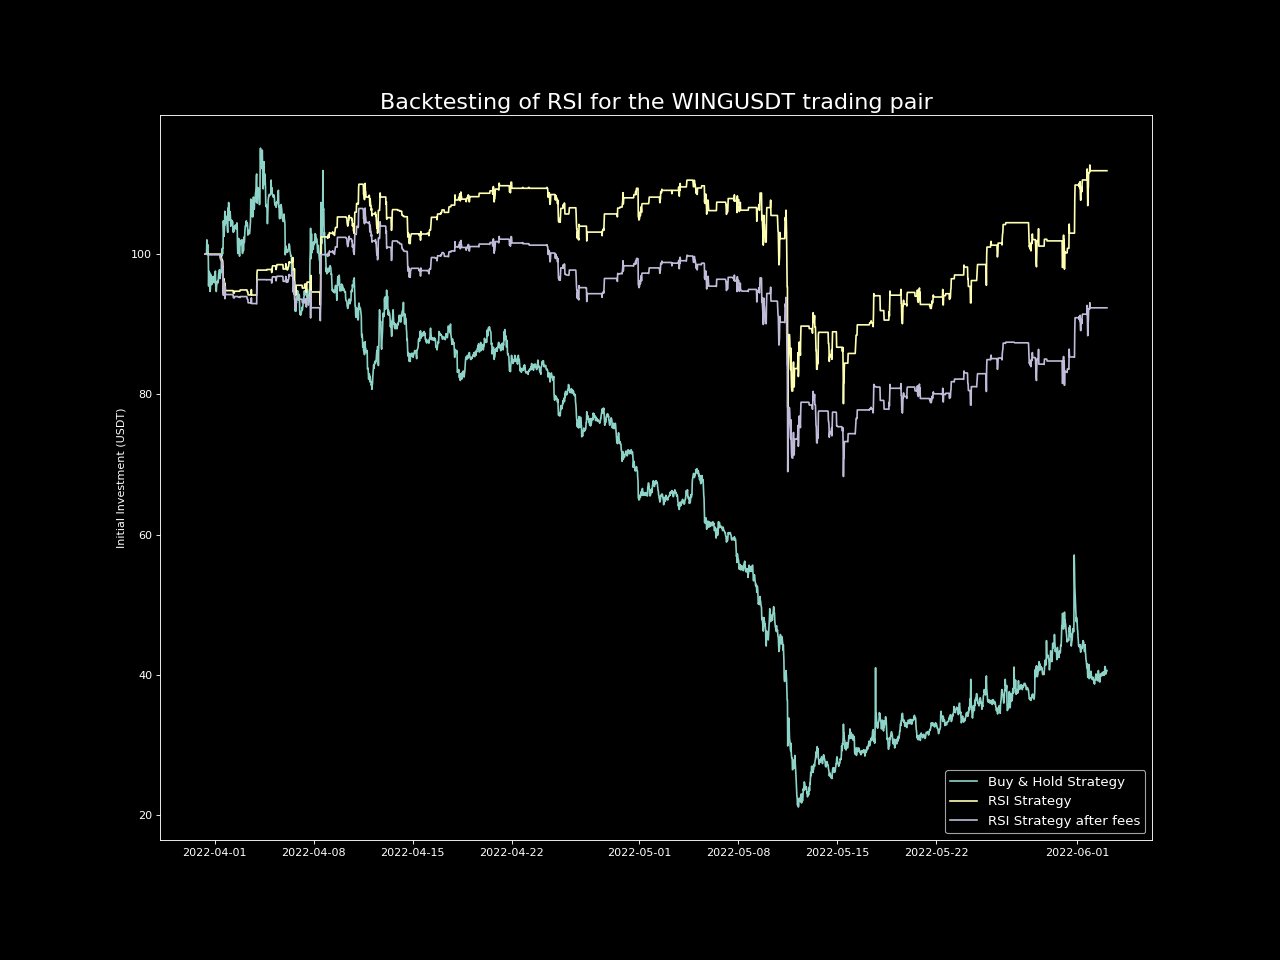 Backtesting of RSI for the WINGUSDT trading pair
Initial Investment (USDT)
100
80
60
40
20
2022-04-01
2022-04-08
2022-04-15
2022-04-22
2022-05-01
2022-05-08
2022-05-15
2022-05-22
2022-06-01
Buy & Hold Strategy
RSI Strategy
RSI Strategy after fees